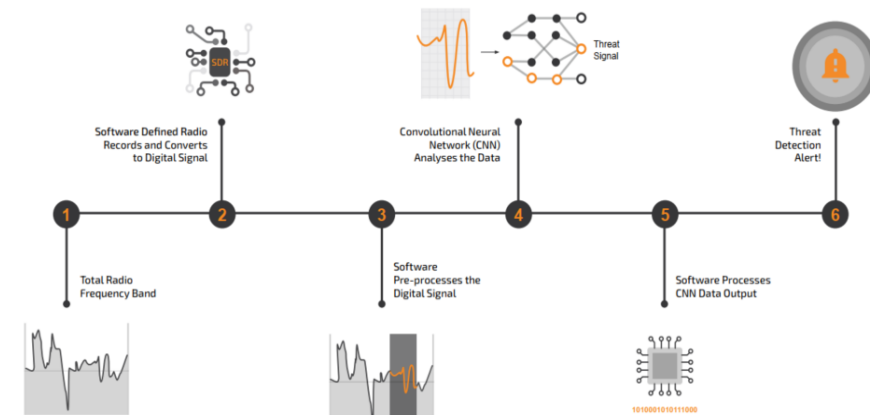 SDR
Threat
Signal
Software Defined Radio
Records and Converts
to Digital Signal
Convolutional Neural
Network (CNN)
Analyses the Data
Threat
Detection
Alert!
1
2
3
4
5
6
Total Radio
Frequency Band
Software
Pre-processes the
Digital Signal
Software Processes
CNN Data Output
1010001010111000